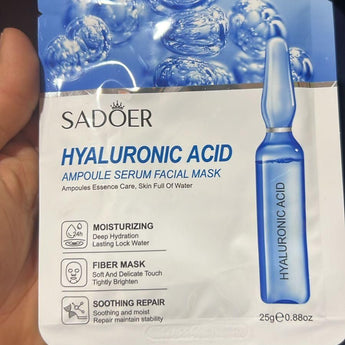 SADOER
HYALURONIC ACID
AMPOULE SERUM FACIAL MASK
Ampoules Essence Care, Skin Full Of Water
24h
MOISTURIZING
Deep Hydration
Lasting Lock Water
FIBER MASK
Soft And Delicate Touch
Tightly Brighten
SOOTHING REPAIR
Soothing and moist
Repair maintain stability
HYALURONIC ACID
25g℮0.88oz